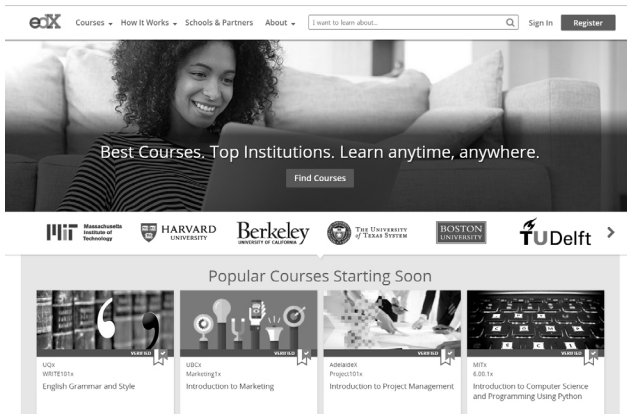 edX Courses How It Works Schools & Partners About I want to learn about... Sign In Register
Best Courses. Top Institutions. Learn anytime, anywhere.
Find Courses
Massachusetts
Institute of
Technology
HARVARD
UNIVERSITY
Berkeley
UNIVERSITY OF CALIFORNIA
THE UNIVERSITY
of TEXAS SYSTEM
BOSTON
UNIVERSITY
TUDelft
Popular Courses Starting Soon
VERIFIED
UQx
WRITE101x
English Grammar and Style
VERIFIED
UBCx
Marketing1x
Introduction to Marketing
VERIFIED
AdelaideX
Project101x
Introduction to Project Management
VERIFIED
MITx
6.00.1x
Introduction to Computer Science
and Programming Using Python